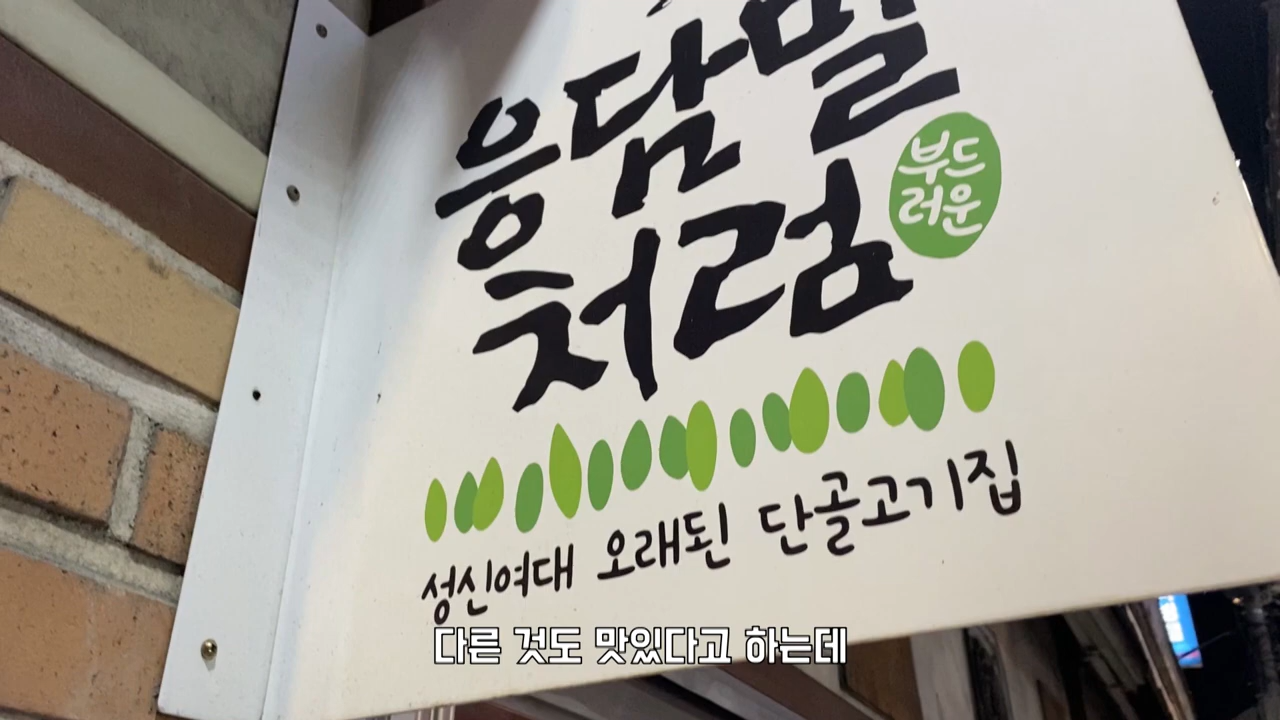 응담말
처럼
부드
러운
성신여대 오래된 단골고기집
다른 것도 맛있다고 하는데